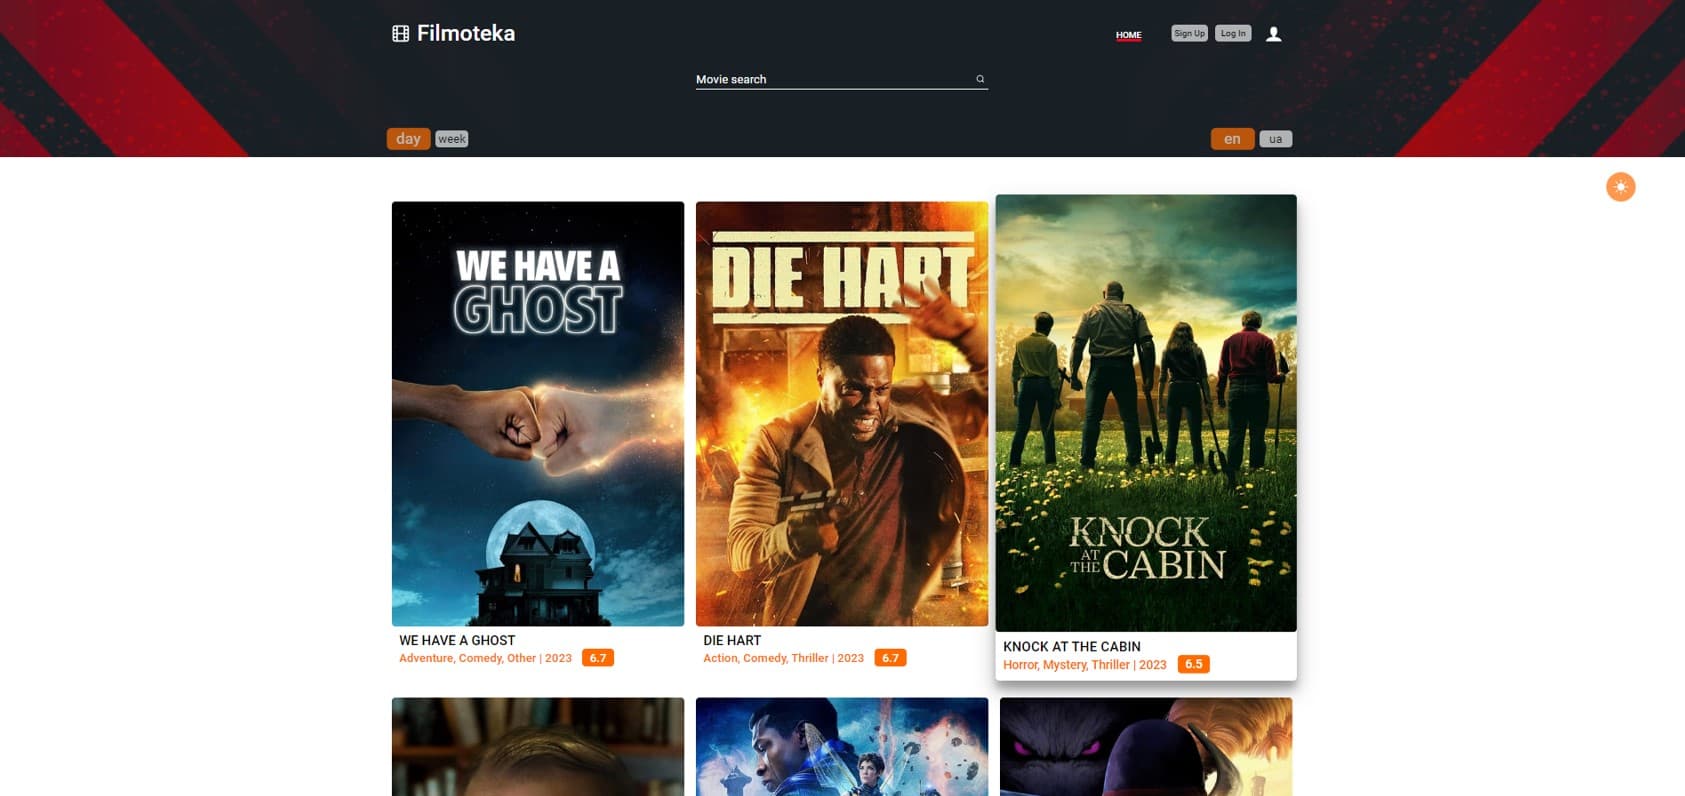 Filmoteka
HOME
Sign Up
Log In
Movie search
day
week
en
ua
WE HAVE A
GHOST
DIE HART
KNOCK
AT
THE CABIN
WE HAVE A GHOST
Adventure, Comedy, Other | 2023 6.7
DIE HART
Action, Comedy, Thriller | 2023 6.7
KNOCK AT THE CABIN
Horror, Mystery, Thriller | 2023 6.5